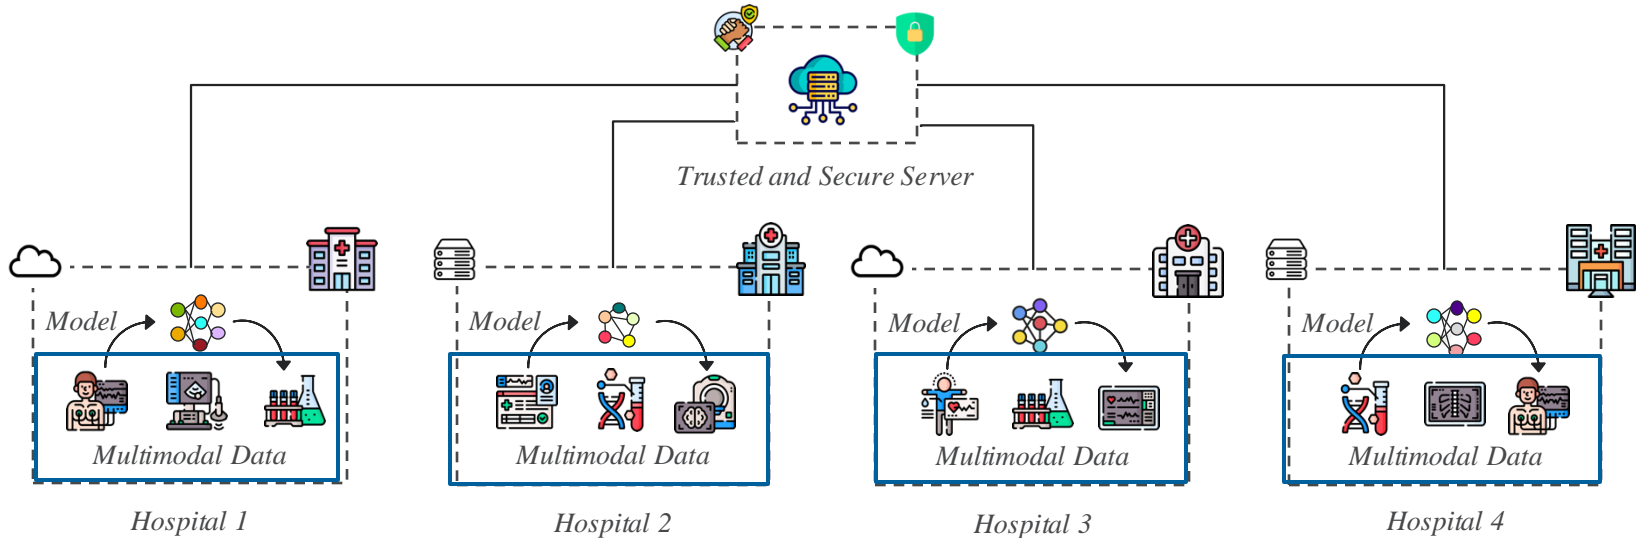 Trusted and Secure Server
Model
Model
Model
Model
Multimodal Data
Multimodal Data
Multimodal Data
Multimodal Data
Hospital 1
Hospital 2
Hospital 3
Hospital 4